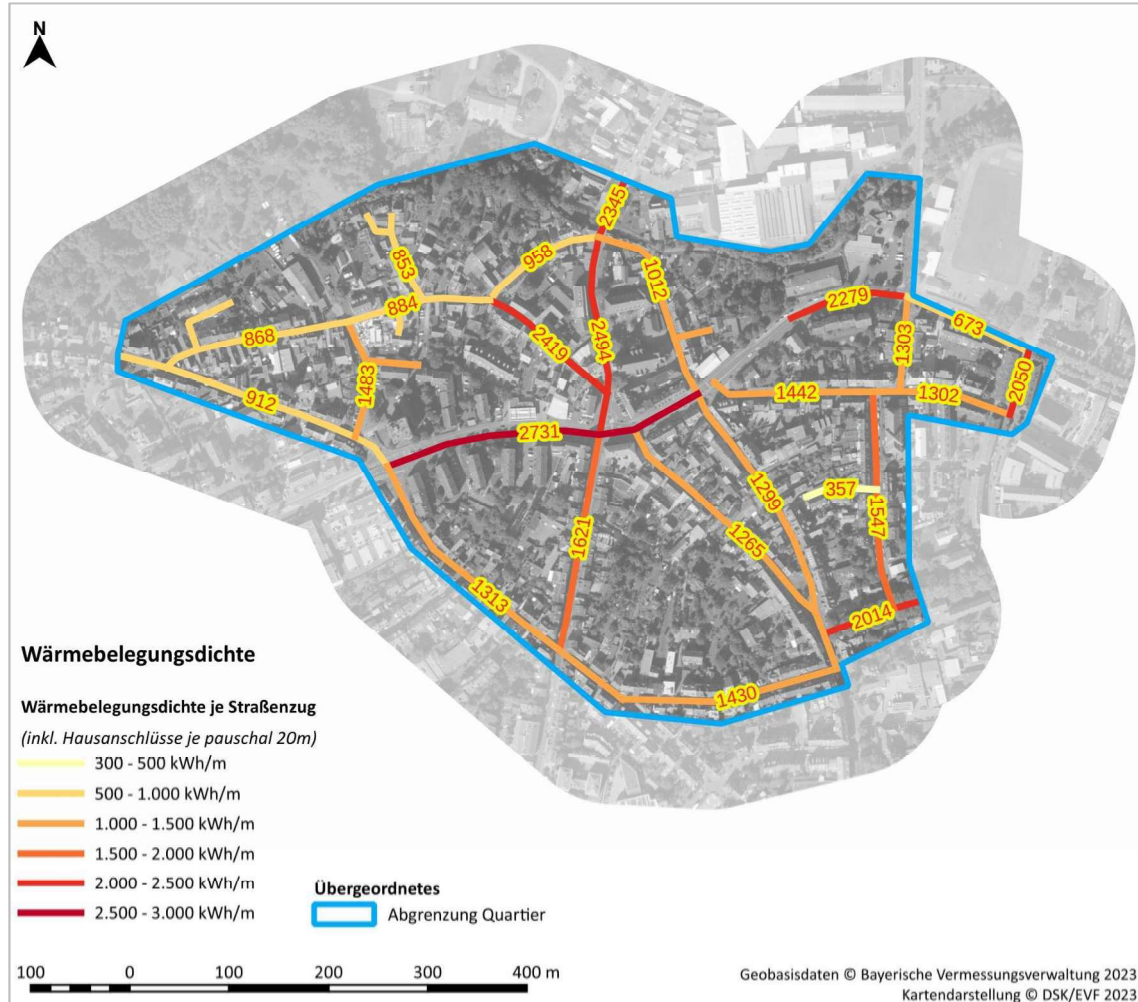 N
2345
958
853
1012
884
2279
868
673
2494
2419
1303
2050
1483
1442
1302
912
2731
357
1299
1547
1265
1621
1313
2014
1430
Wärmebelegungsdichte
Wärmebelegungsdichte je Straßenzug
(inkl. Hausanschlüsse je pauschal 20m)
300 - 500 kWh/m
500 - 1.000 kWh/m
1.000 - 1.500 kWh/m
1.500 - 2.000 kWh/m
2.000 - 2.500 kWh/m
2.500 - 3.000 kWh/m
Übergeordnetes
Abgrenzung Quartier
100 0 100 200 300 400 m
Geobasisdaten © Bayerische Vermessungsverwaltung 2023
Kartendarstellung © DSK/EVF 2023